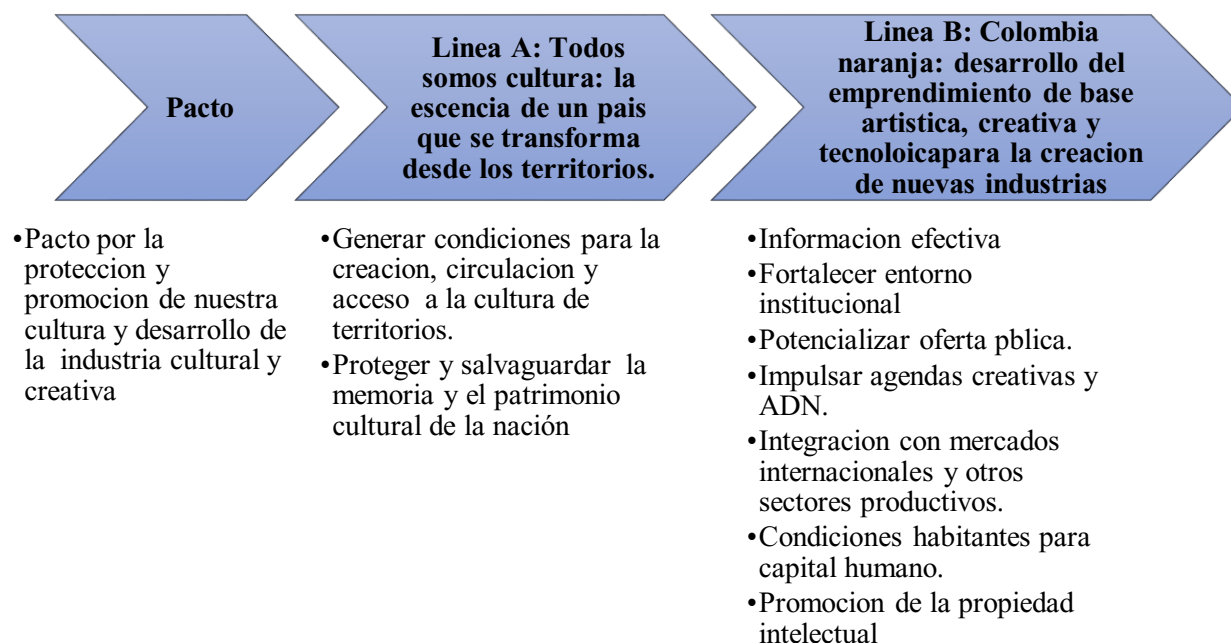 Pacto
Linea A: Todos
somos cultura: la
escencia de un pais
que se transforma
desde los territorios.
Linea B: Colombia
naranja: desarrollo del
emprendimiento de base
artistica, creativa y
tecnoloicapara la creacion
de nuevas industrias
•Pacto por la
proteccion y
promocion de nuestra
cultura y desarrollo de
la industria cultural y
creativa
•Generar condiciones para la
creacion, circulacion y
acceso a la cultura de
territorios.
•Proteger y salvaguardar la
memoria y el patrimonio
cultural de la nación
•Informacion efectiva
•Fortalecer entorno
institucional
•Potencializar oferta pblica.
•Impulsar agendas creativas y
ADN.
•Integracion con mercados
internacionales y otros
sectores productivos.
•Condiciones habitantes para
capital humano.
•Promocion de la propiedad
intelectual